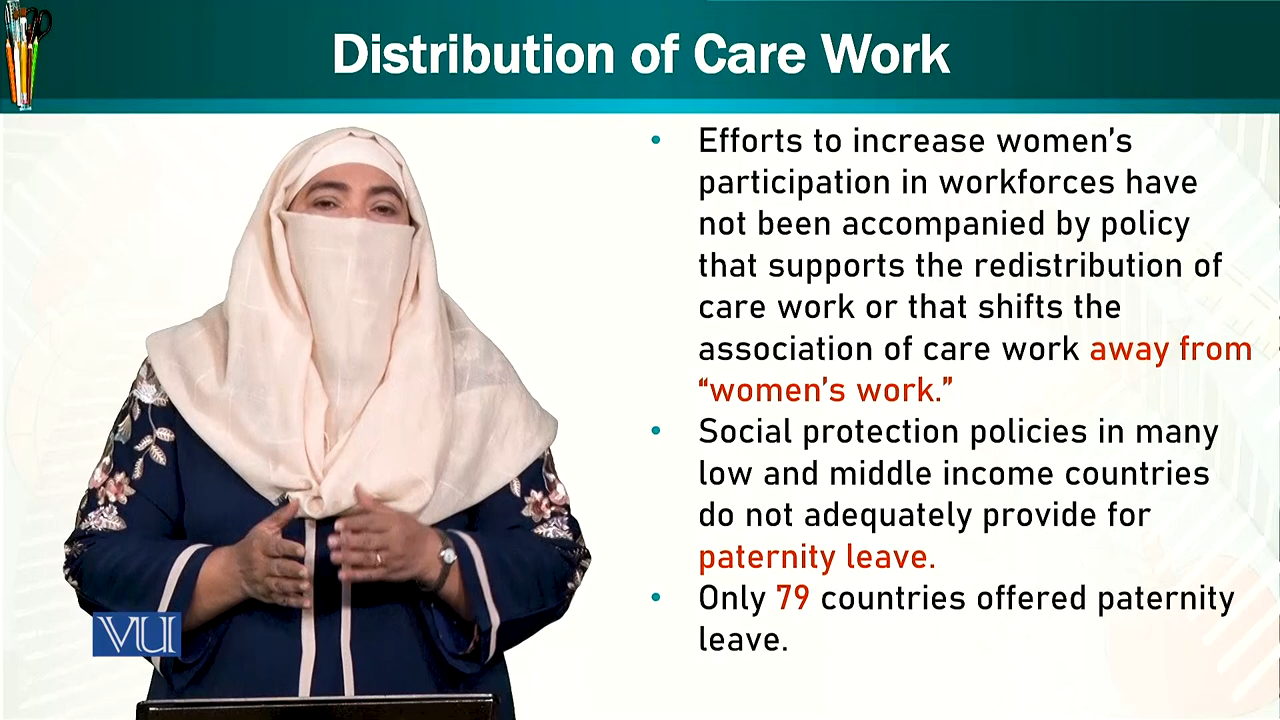 Distribution of Care Work
• Efforts to increase women’s
participation in workforces have
not been accompanied by policy
that supports the redistribution of
care work or that shifts the
association of care work away from
“women’s work.”
• Social protection policies in many
low and middle income countries
do not adequately provide for
paternity leave.
• Only 79 countries offered paternity
leave.
VU